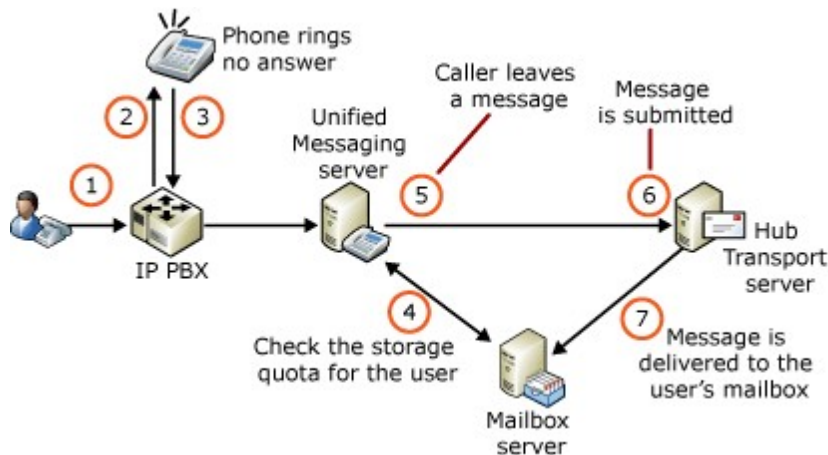 Phone rings
no answer
2
3
1
IP PBX
Unified
Messaging
server
Caller leaves
a message
5
Message
is submitted
6
Hub
Transport
server
4
Check the storage
quota for the user
7
Message is
delivered to the
user's mailbox
Mailbox
server